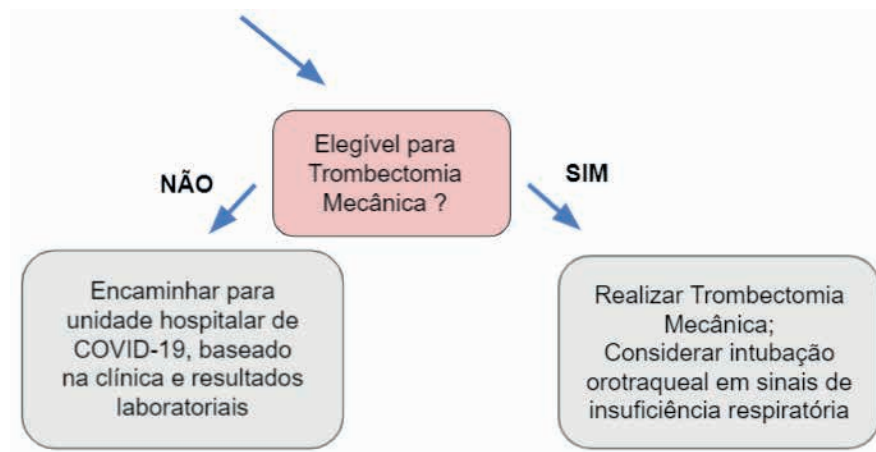 Elegível para
Trombectomia
Mecânica ?
NÃO
SIM
Encaminhar para
unidade hospitalar de
COVID-19, baseado
na clínica e resultados
laboratoriais
Realizar Trombectomia
Mecânica;
Considerar intubação
orotraqueal em sinais de
insuficiência respiratória